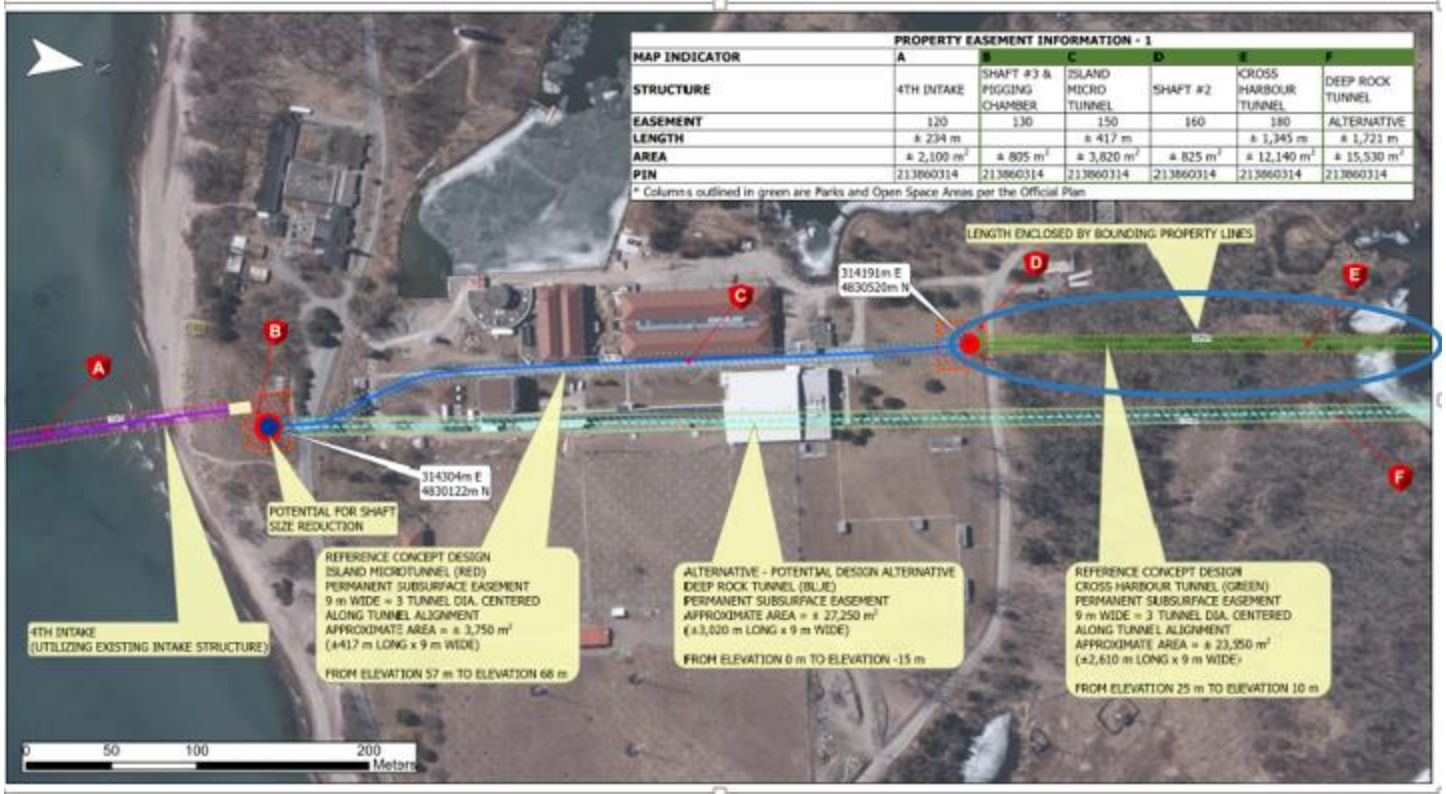 PROPERTY EASEMENT INFORMATION - 1
MAP INDICATOR A B C D E F
STRUCTURE 4TH INTAKE SHAFT #3 & PIGGING CHAMBER ISLAND MICRO TUNNEL SHAFT #2 CROSS HARBOUR TUNNEL DEEP ROCK TUNNEL
EASEMENT 120 130 150 160 180 ALTERNATIVE
LENGTH ± 234 m ± 417 m ± 1,345 m ± 1,721 m
AREA ± 2,100 m² ± 805 m² ± 3,820 m² ± 825 m² ± 12,140 m² ± 15,530 m²
PIN 213860314 213860314 213860314 213860314 213860314 213860314
* Columns outlined in green are Parks and Open Space Areas per the Official Plan
LENGTH ENCLOSED BY BOUNDING PROPERTY LINES
314191m E
4830520m N
D
E
C
B
A
F
314304m E
4830122m N
POTENTIAL FOR SHAFT
SIZE REDUCTION
4TH INTAKE
(UTILIZING EXISTING INTAKE STRUCTURE)
REFERENCE CONCEPT DESIGN
ISLAND MICROTUNNEL (RED)
PERMANENT SUBSURFACE EASEMENT
9 m WIDE = 3 TUNNEL DIA. CENTERED
ALONG TUNNEL ALIGNMENT
APPROXIMATE AREA = ± 3,750 m²
(±417 m LONG x 9 m WIDE)
FROM ELEVATION 57 m TO ELEVATION 68 m
ALTERNATIVE - POTENTIAL DESIGN ALTERNATIVE
DEEP ROCK TUNNEL (BLUE)
PERMANENT SUBSURFACE EASEMENT
APPROXIMATE AREA = ± 27,250 m²
(±3,020 m LONG x 9 m WIDE)
FROM ELEVATION 0 m TO ELEVATION -15 m
REFERENCE CONCEPT DESIGN
CROSS HARBOUR TUNNEL (GREEN)
PERMANENT SUBSURFACE EASEMENT
9 m WIDE = 3 TUNNEL DIA. CENTERED
ALONG TUNNEL ALIGNMENT
APPROXIMATE AREA = ± 23,550 m²
(±2,610 m LONG x 9 m WIDE)
FROM ELEVATION 25 m TO ELEVATION 10 m
0 50 100 200
Meters